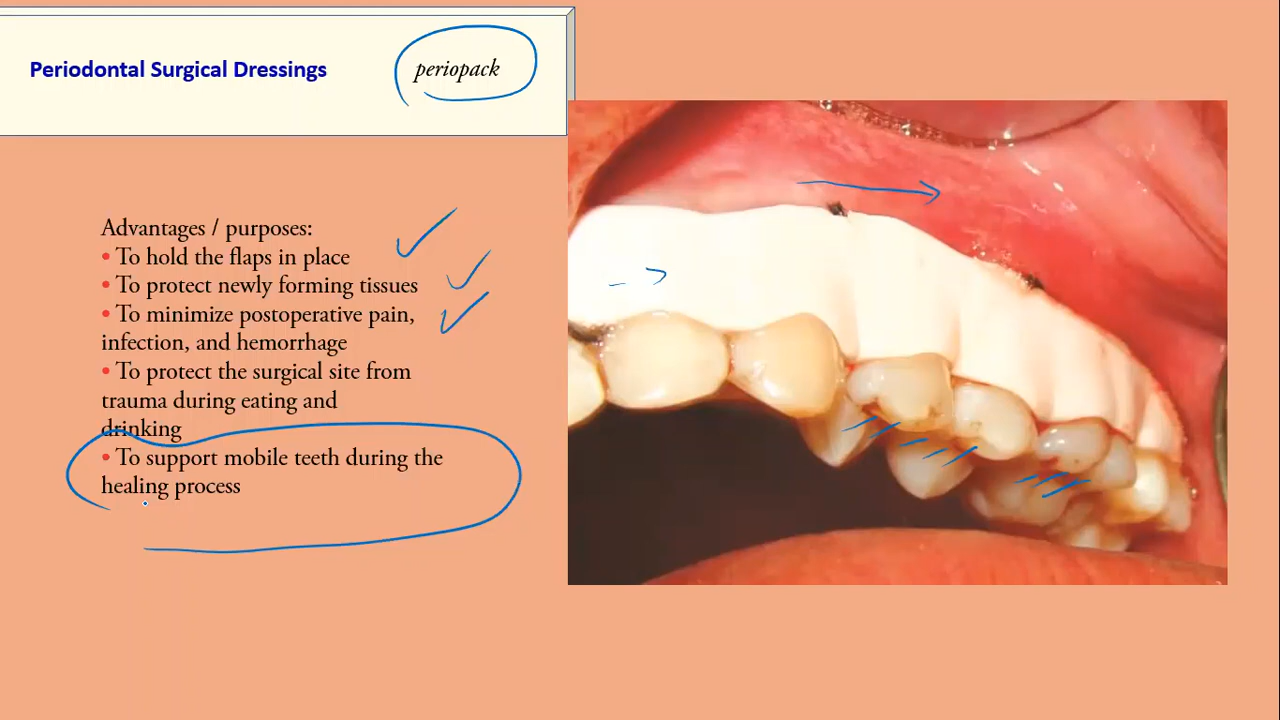 Periodontal Surgical Dressings
periopack
Advantages / purposes:
• To hold the flaps in place
• To protect newly forming tissues
• To minimize postoperative pain,
infection, and hemorrhage
• To protect the surgical site from
trauma during eating and
drinking
• To support mobile teeth during the
healing process